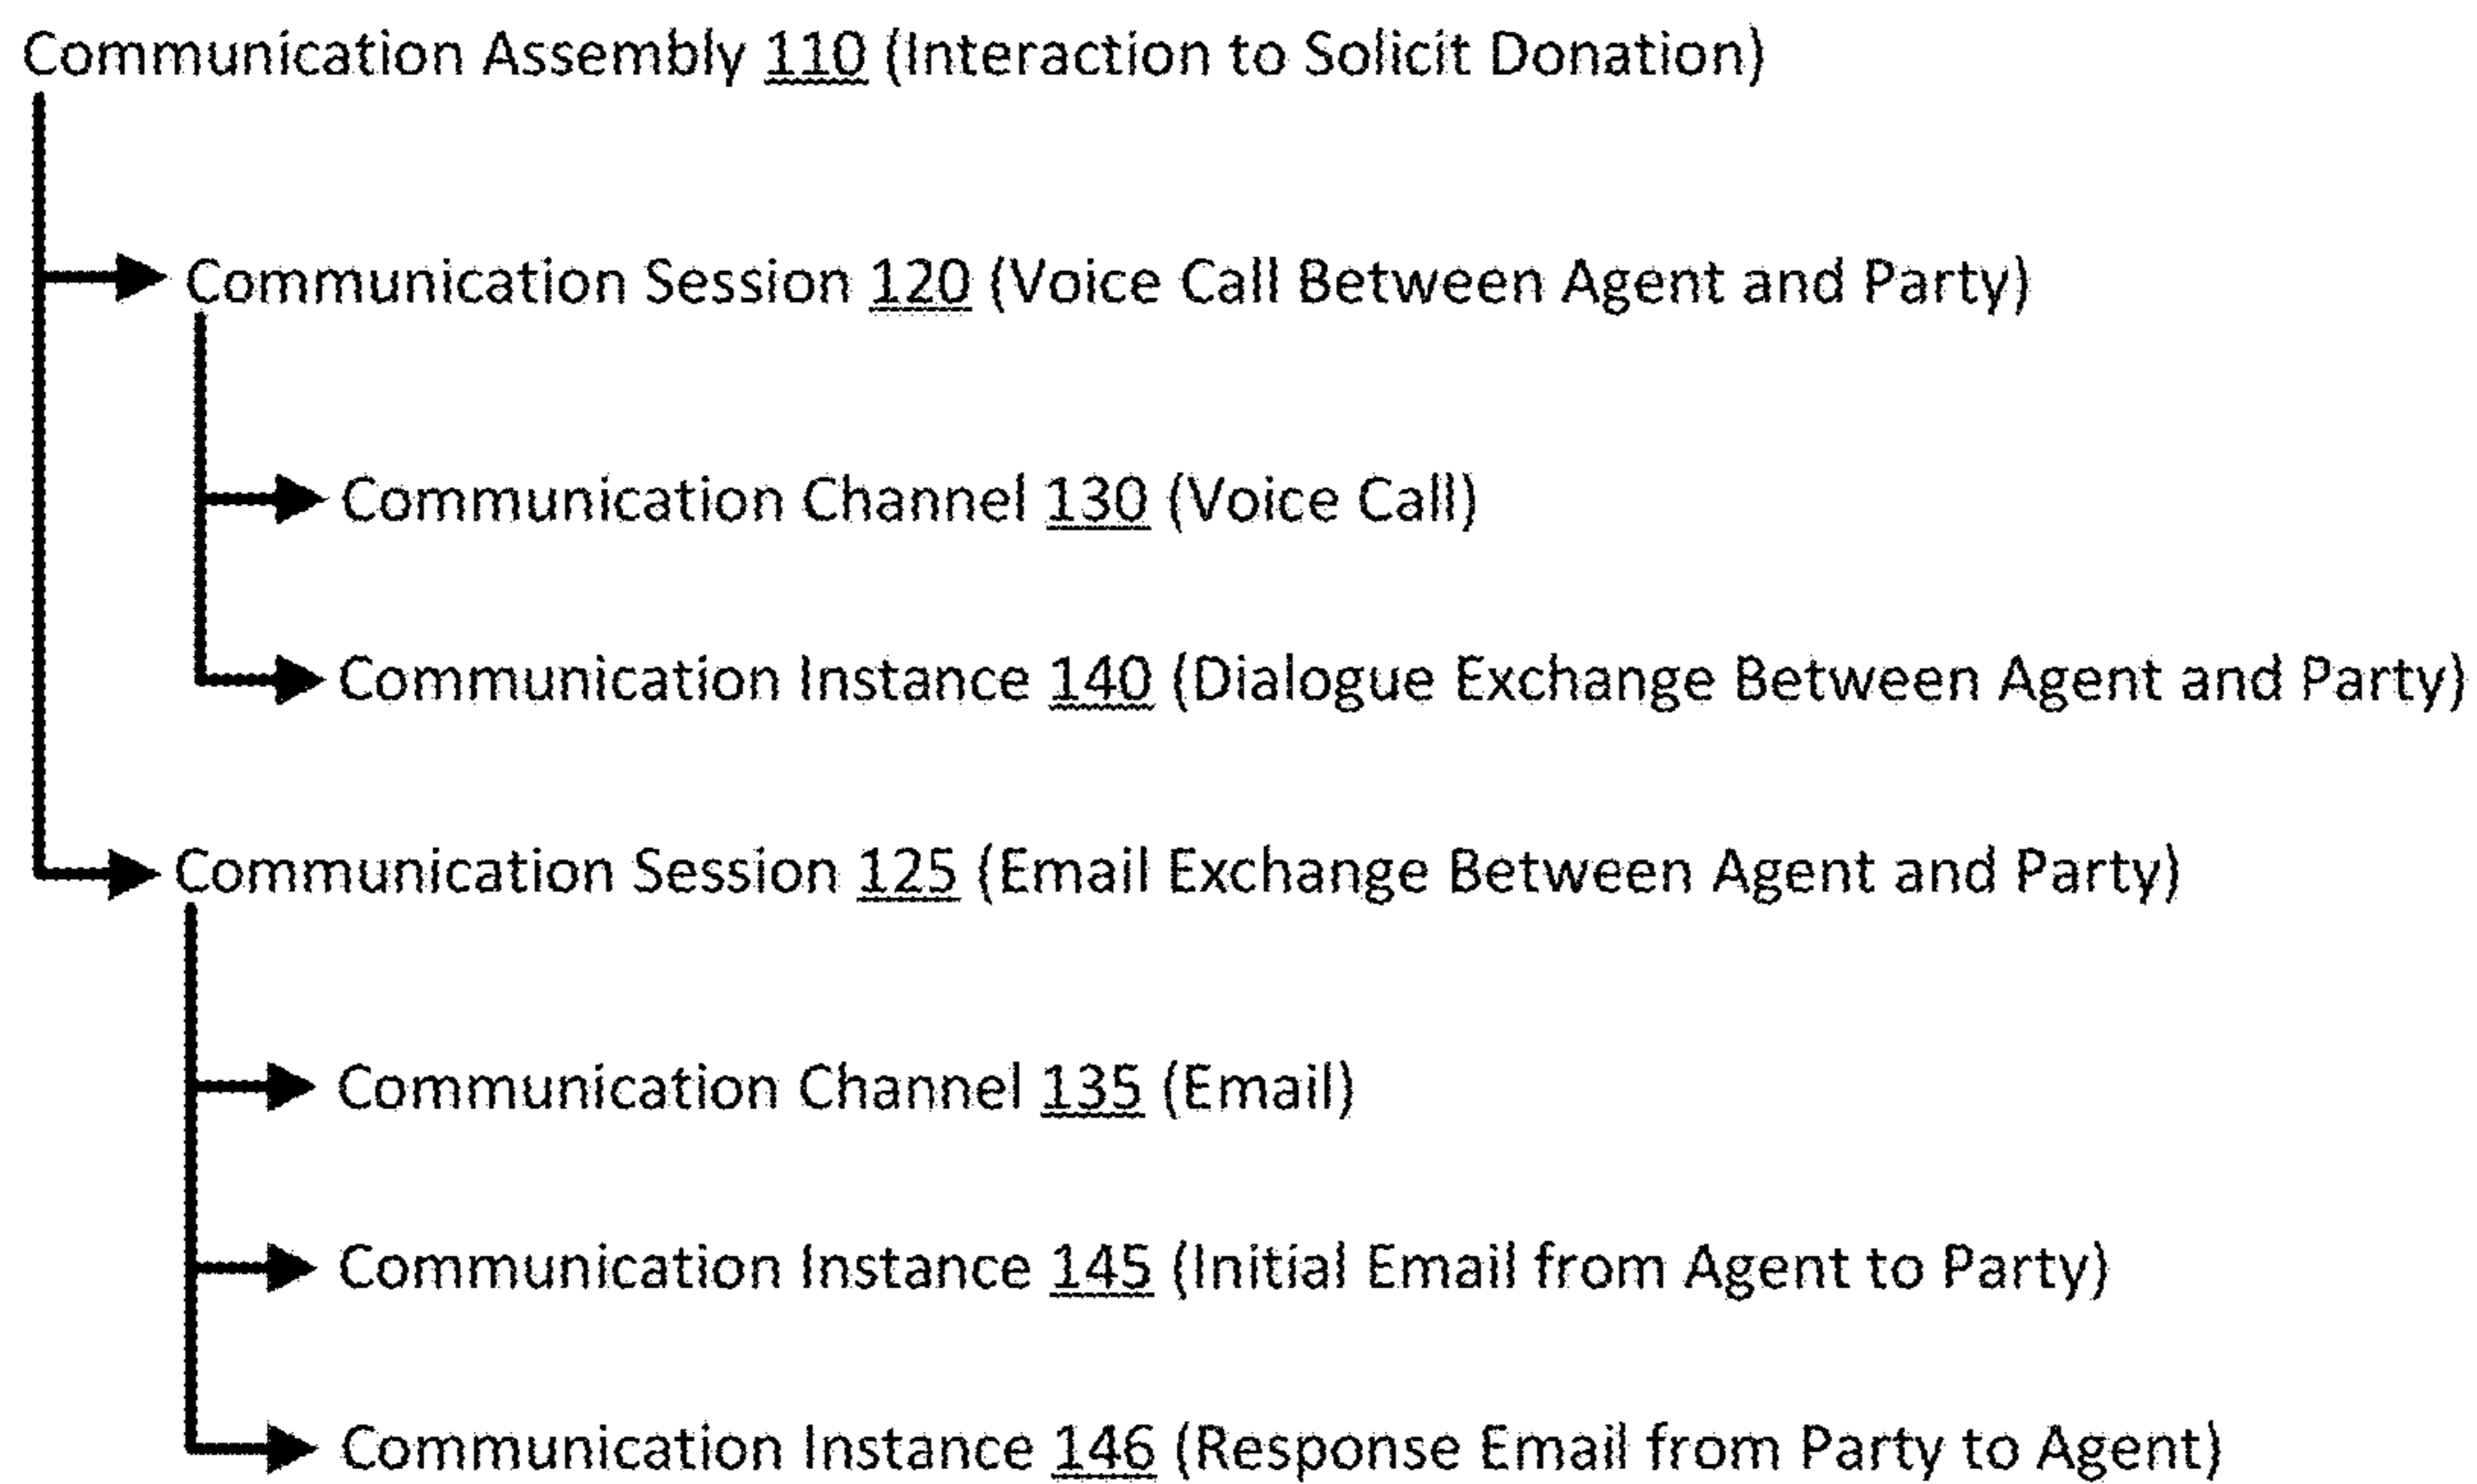 Communication Assembly 110 (Interaction to Solicit Donation)
Communication Session 120 (Voice Call Between Agent and Party)
Communication Channel 130 (Voice Call)
Communication Instance 140 (Dialogue Exchange Between Agent and Party)
Communication Session 125 (Email Exchange Between Agent and Party)
Communication Channel 135 (Email)
Communication Instance 145 (Initial Email from Agent to Party)
Communication Instance 146 (Response Email from Party to Agent)